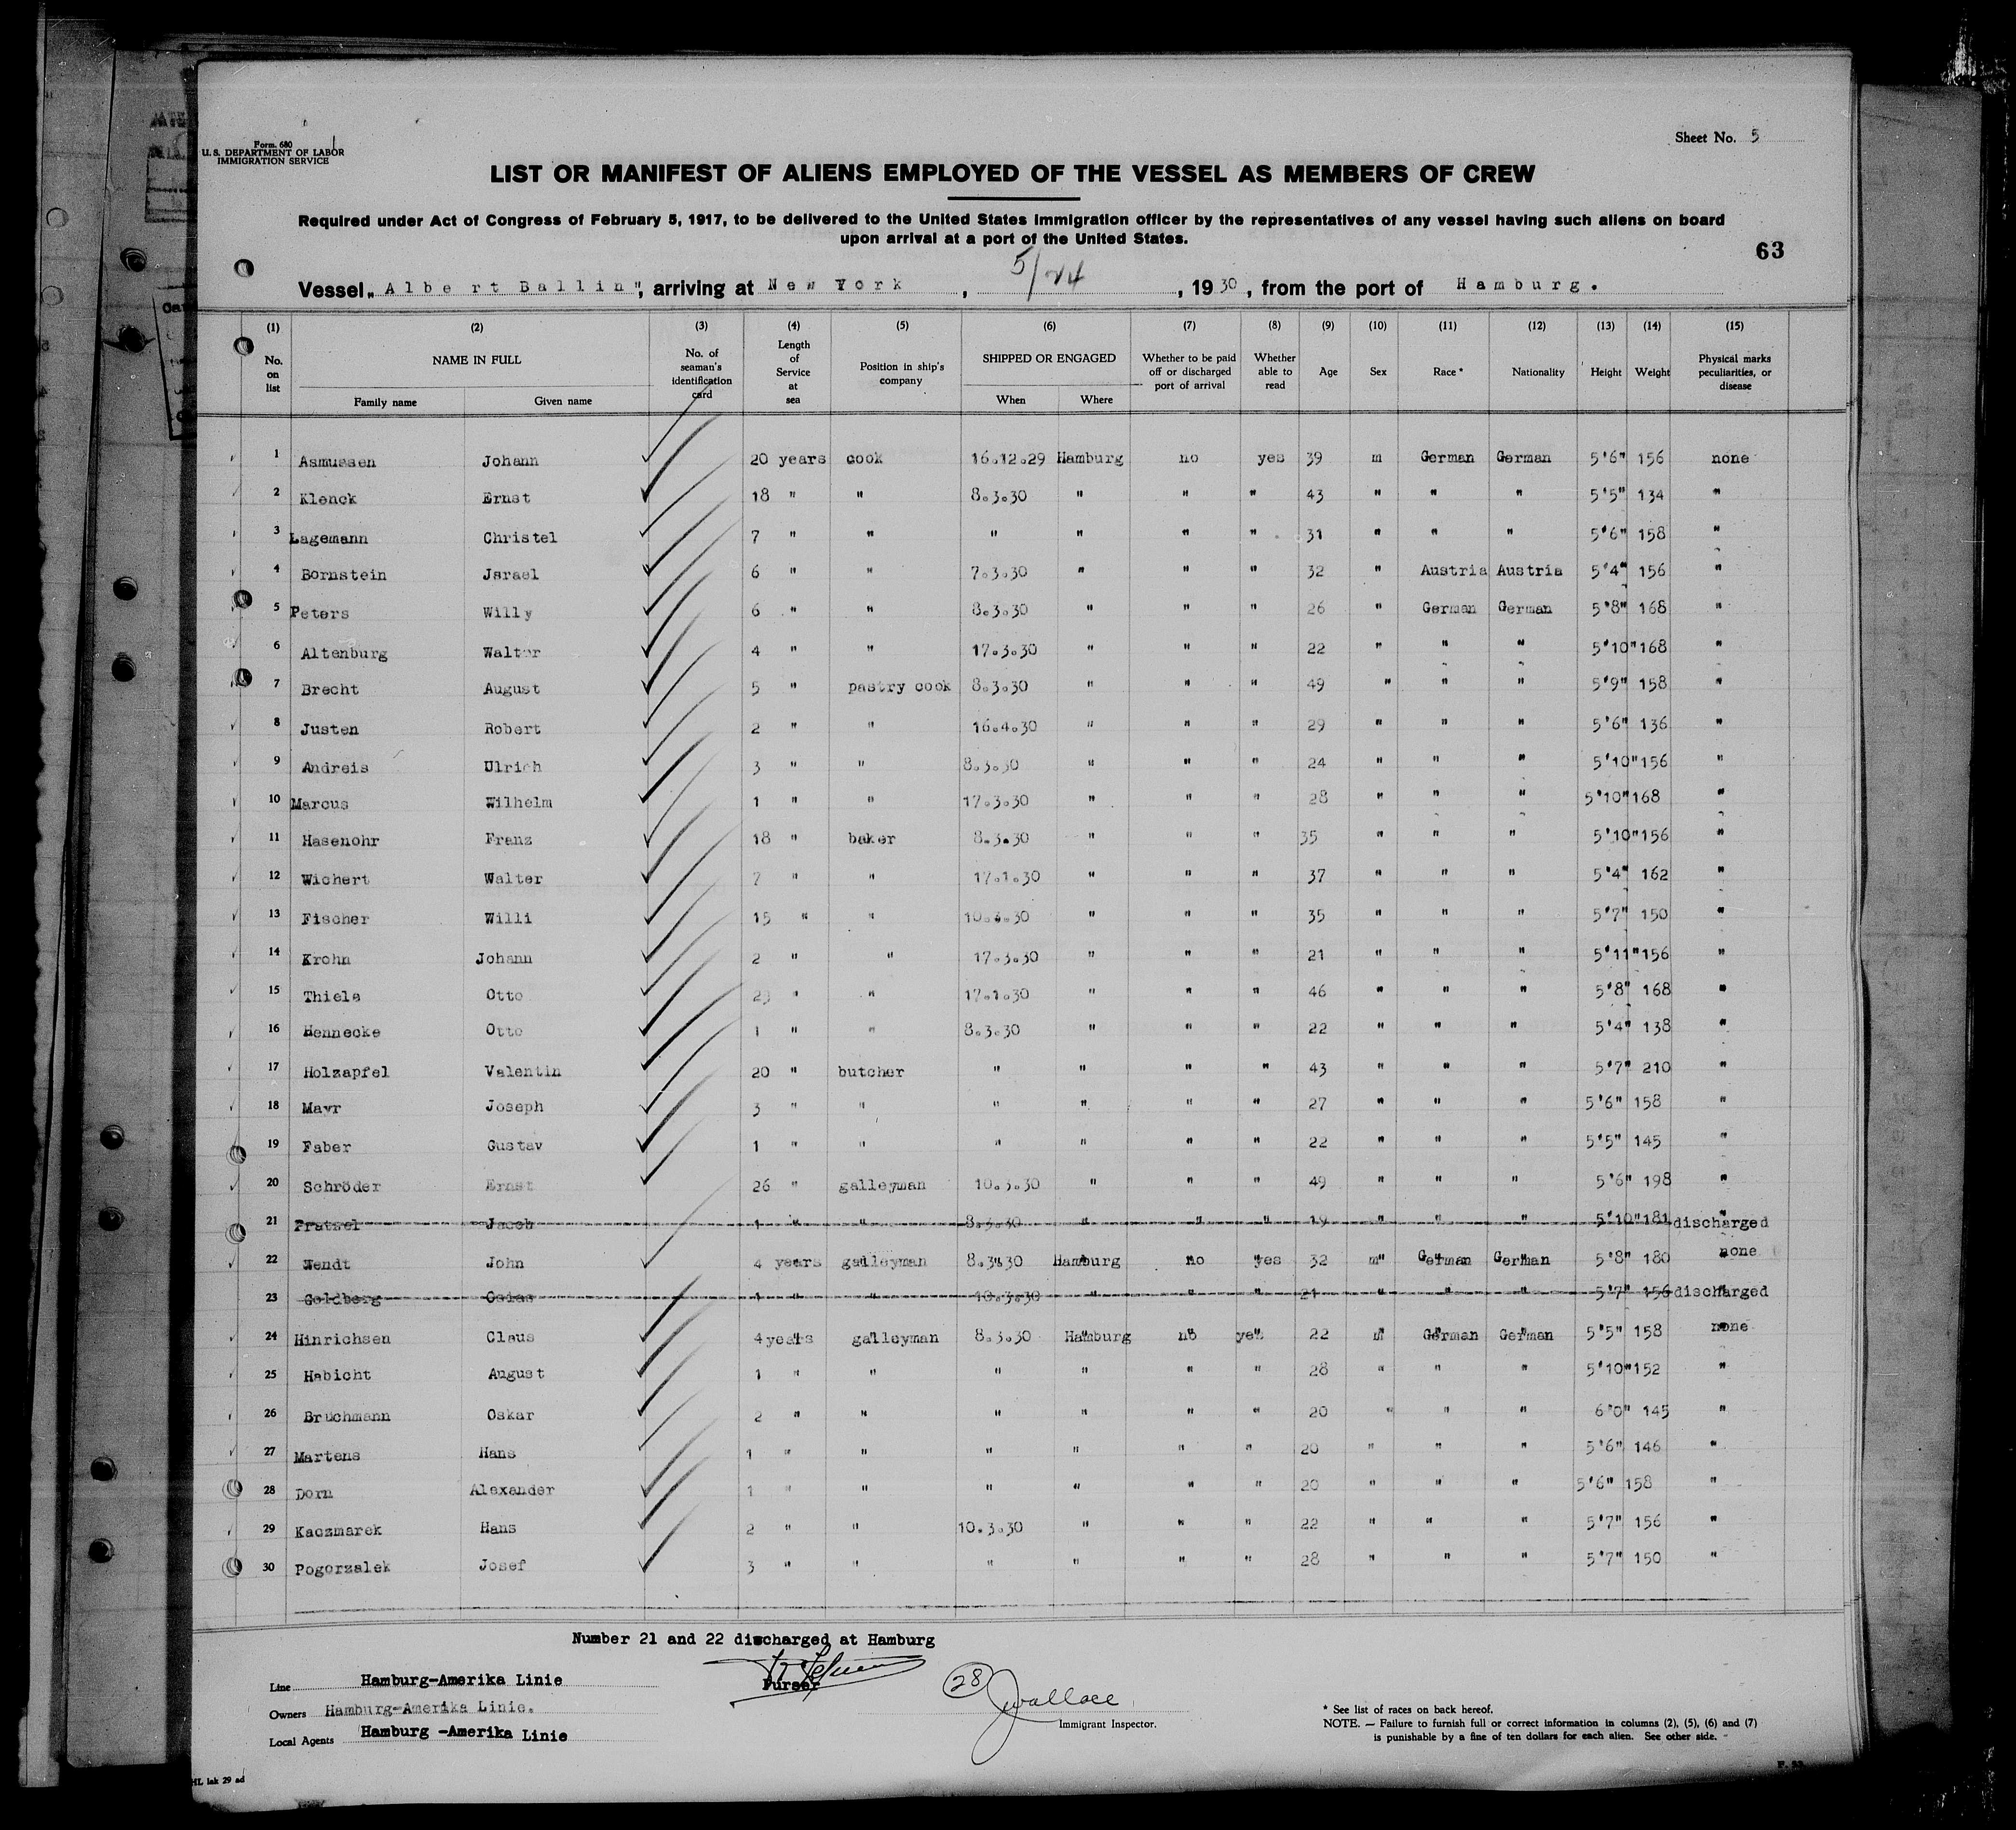 Form. 680
U. S. DEPARTMENT OF LABOR
IMMIGRATION SERVICE
Sheet No. 5
LIST OR MANIFEST OF ALIENS EMPLOYED OF THE VESSEL AS MEMBERS OF CREW
Required under Act of Congress of February 5, 1917, to be delivered to the United States Immigration officer by the representatives of any vessel having such aliens on board
upon arrival at a port of the United States.
63
Vessel „ Albert Ballin", arriving at New York, 5/24, 1930, from the port of Hamburg.
(1) (2) (3) (4) (5) (6) (7) (8) (9) (10) (11) (12) (13) (14) (15)
No. on list NAME IN FULL Family name Given name No. of seaman's identification card Length of Service at sea Position in ship's company SHIPPED OR ENGAGED When Where Whether to be paid off or discharged port of arrival Whether able to read Age Sex Race * Nationality Height Weight Physical marks peculiarities, or disease
1 Asmussen Johann 20 years cook 16.12.29 Hamburg no yes 39 m German German 5'6" 156 none
2 Klenck Ernst 18 " " 8.3.30 " " " 43 " " " 5'5" 134 "
3 Lagemann Christel 7 " " " " " " 31 " " " 5'6" 158 "
4 Bornstein Jsrael 6 " " 7.3.30 " " " 32 " Austria Austria 5'4" 156 "
5 Peters Willy 6 " " 8.3.30 " " " 26 " German German 5'8" 168 "
6 Altenburg Walter 4 " " 17.3.30 " " " 22 " " " 5'10" 168 "
7 Brecht August 5 " pastry cook 8.3.30 " " " 49 " " " 5'9" 158 "
8 Justen Robert 2 " " 16.4.30 " " " 29 " " " 5'6" 136 "
9 Andreis Ulrich 3 " " 8.3.30 " " " 24 " " " 5'10" 156 "
10 Marcus Wilhelm 1 " " 17.3.30 " " " 28 " " " 5'10" 168 "
11 Hasenohr Franz 18 " baker 8.3.30 " " " 35 " " " 5'10" 156 "
12 Wichert Walter 7 " " 17.1.30 " " " 37 " " " 5'4" 162 "
13 Fischer Willi 15 " " " " " 35 " " " 5'7" 150 "
14 Krohn Johann 2 " " 17.3.30 " " " 21 " " " 5'11" 156 "
15 Thiele Otto " " 17.1.30 " " " 46 " " " 5'8" 168 "
16 Hennecke Otto 1 " " 8.3.30 " " " 22 " " " 5'4" 138 "
17 Holzapfel Valentin 20 " butcher " " " " 43 " " " 5'7" 210 "
18 Mayr Joseph 3 " " " " " " 27 " " " 5'6" 158 "
19 Faber Gustav 1 " " " " " " 22 " " " 5'5" 145 "
20 Schröder Ernst 26 " galleyman 10.3.30 " " " 49 " " " 5'6" 198 "
21 Fratzel Jacob 1 " " 8.3.30 " " " 19 " " " 5'10" 181 " discharged
22 Wendt John 4 years galleyman 8.3.30 Hamburg no yes 32 m German German 5'8" 180 none
23 Goldberg Osias 1 " " 10.3.30 " " " 21 " " " 5'7" 156 discharged
24 Hinrichsen Claus 4 years galleyman 8.3.30 Hamburg no yes 22 m German German 5'5" 158 none
25 Habicht August 1 " " " " " " 28 " " " 5'10" 152 "
26 Bruchmann Oskar 2 " " " " " " 20 " " " 6'0" 145 "
27 Martens Hans 1 " " " " " " 20 " " " 5'6" 146 "
28 Dorn Alexander 1 " " " " " " 20 " " " 5'6" 158 "
29 Kaczmarek Hans 2 " " 10.3.30 " " " 22 " " " 5'7" 156 "
30 Pogorzalek Josef 3 " " " " " " 28 " " " 5'7" 150 "
Number 21 and 22 discharged at Hamburg
Line Hamburg-Amerika Linie
Purser
28
JWallace
Immigrant Inspector.
Owners Hamburg-Amerika Linie.
Local Agents Hamburg -Amerika Linie
* See list of races on back hereof.
NOTE. — Failure to furnish full or correct information in columns (2), (5), (6) and (7)
is punishable by a fine of ten dollars for each alien. See other side.